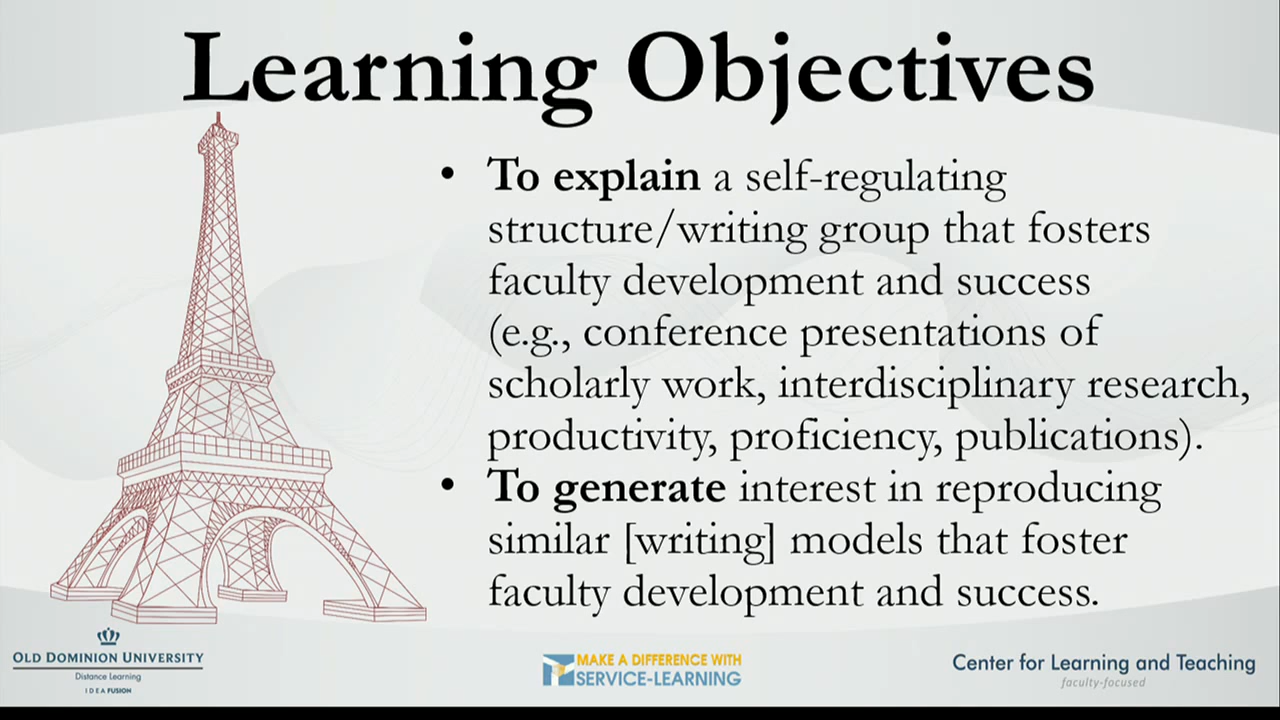 Learning Objectives
• To explain a self-regulating
structure/writing group that fosters
faculty development and success
(e.g., conference presentations of
scholarly work, interdisciplinary research,
productivity, proficiency, publications).
• To generate interest in reproducing
similar [writing] models that foster
faculty development and success.
OLD DOMINION UNIVERSITY
Distance Learning
IDEA FUSION
MAKE A DIFFERENCE WITH
SERVICE-LEARNING
Center for Learning and Teaching
faculty-focused